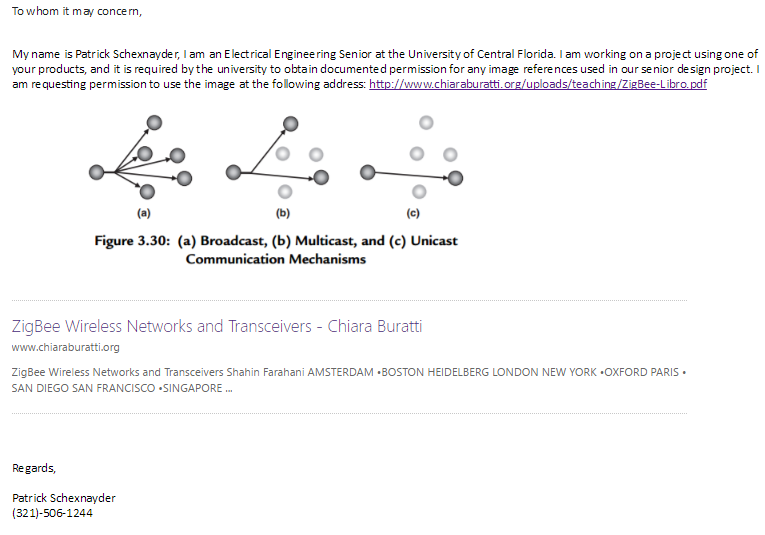 To whom it may concern,
My name is Patrick Schexnayder, I am an Electrical Engineering Senior at the University of Central Florida. I am working on a project using one of
your products, and it is required by the university to obtain documented permission for any image references used in our senior design project. I
am requesting permission to use the image at the following address: http://www.chiaraburatti.org/uploads/teaching/ZigBee-Libro.pdf
(a) (b) (c)
Figure 3.30: (a) Broadcast, (b) Multicast, and (c) Unicast
Communication Mechanisms
ZigBee Wireless Networks and Transceivers - Chiara Buratti
www.chiaraburatti.org
ZigBee Wireless Networks and Transceivers Shahin Farahani AMSTERDAM •BOSTON HEIDELBERG LONDON NEW YORK •OXFORD PARIS •
SAN DIEGO SAN FRANCISCO •SINGAPORE ...
Regards,
Patrick Schexnayder
(321)-506-1244